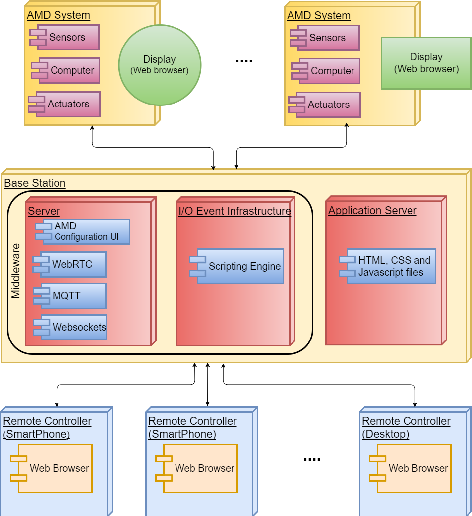 AMD System
Sensors
Computer
Actuators
Display
(Web browser)
....
AMD System
Sensors
Computer
Actuators
Display
(Web browser)
Base Station
Middleware
Server
AMD
Configuration UI
WebRTC
MQTT
Websockets
I/O Event Infrastructure
Scripting Engine
Application Server
HTML, CSS and
Javascript files
Remote Controller
(SmartPhone)
Web Browser
Remote Controller
(SmartPhone)
Web Browser
....
Remote Controller
(Desktop)
Web Browser